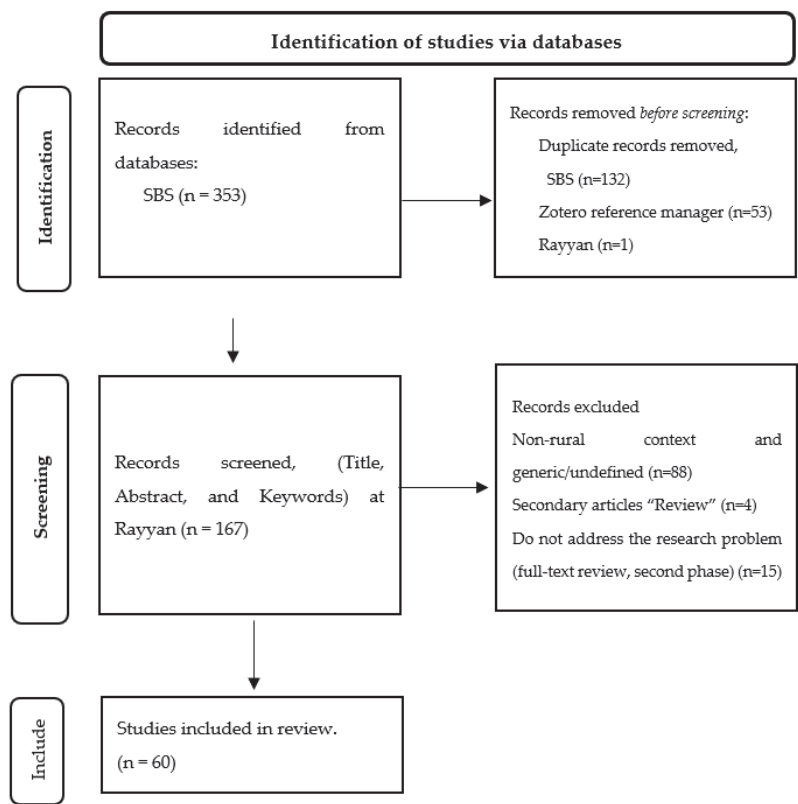 Identification of studies via databases
Identification
Records identified from
databases:
SBS (n = 353)
Records removed before screening:
Duplicate records removed,
SBS (n=132)
Zotero reference manager (n=53)
Rayyan (n=1)
Screening
Records screened, (Title,
Abstract, and Keywords) at
Rayyan (n = 167)
Records excluded
Non-rural context and
generic/undefined (n=88)
Secondary articles “Review” (n=4)
Do not address the research problem
(full-text review, second phase) (n=15)
Include
Studies included in review.
(n = 60)